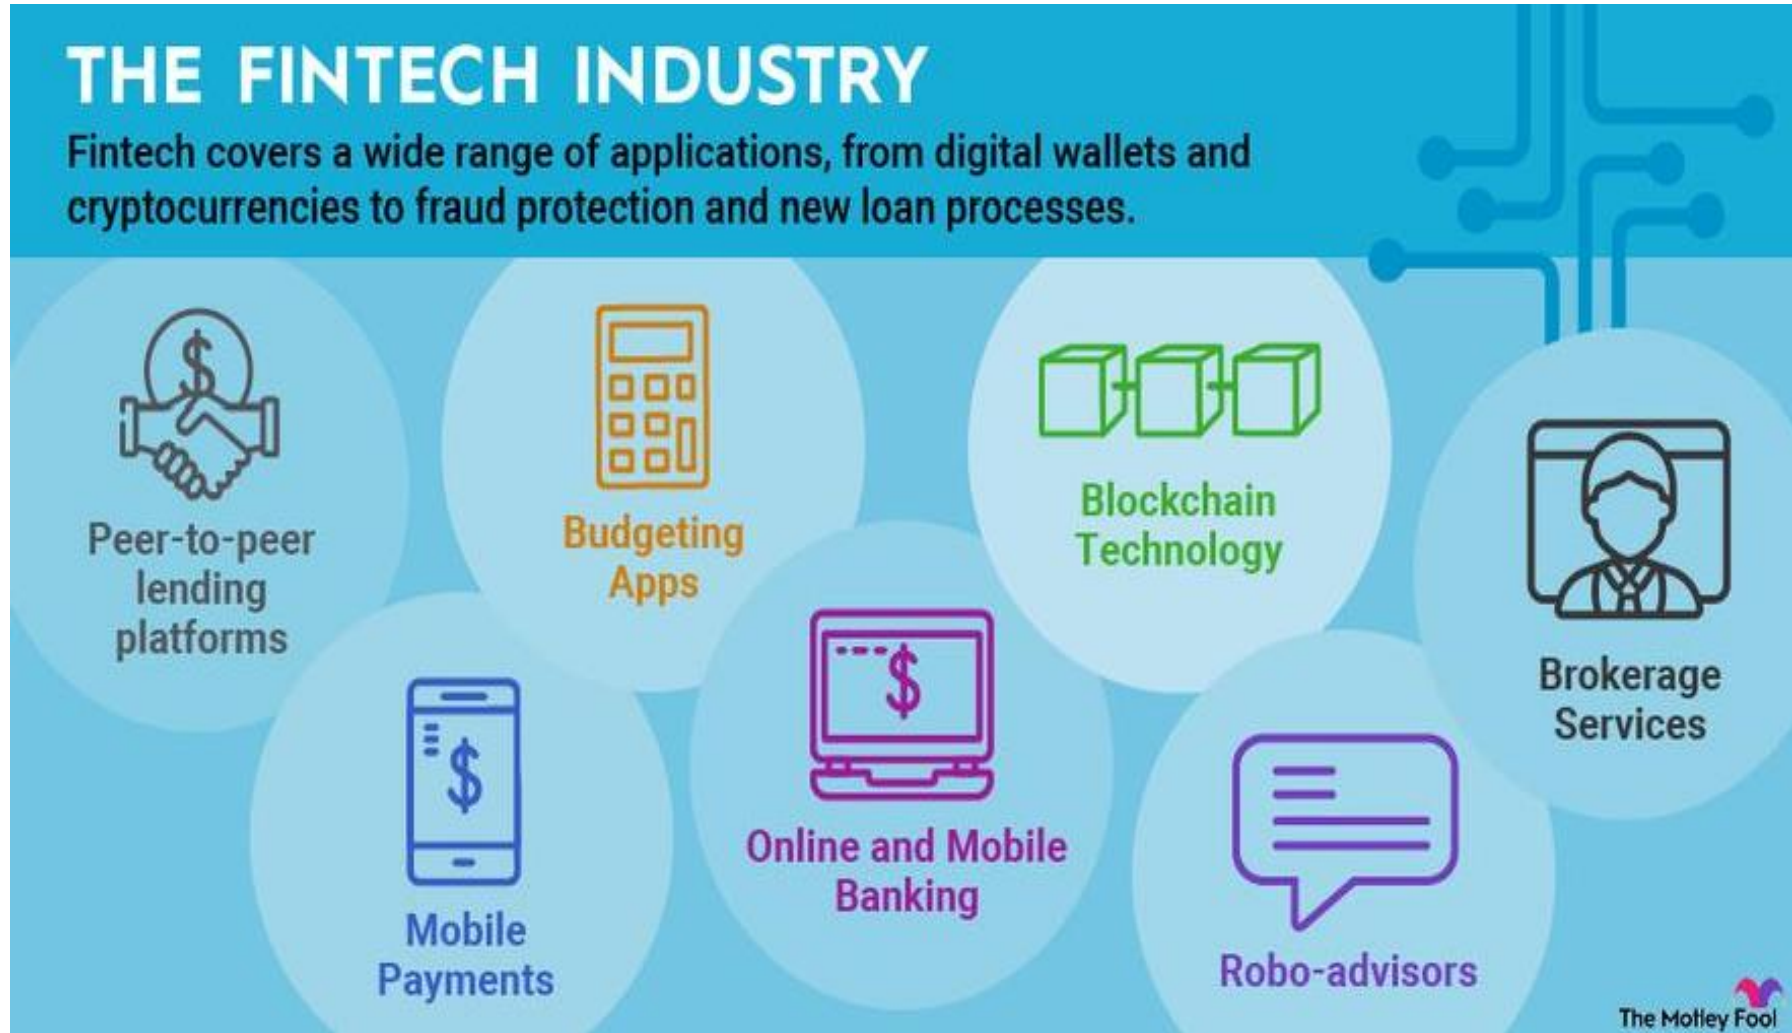 THE FINTECH INDUSTRY
Fintech covers a wide range of applications, from digital wallets and
cryptocurrencies to fraud protection and new loan processes.
Peer-to-peer
lending
platforms
Mobile
Payments
Budgeting
Apps
Online and Mobile
Banking
Blockchain
Technology
Robo-advisors
Brokerage
Services
The Motley Fool